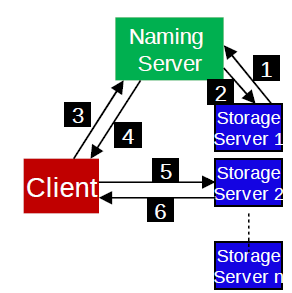 Naming
Server
1
2
3
4
Storage
Server 1
Client
5
6
Storage
Server 2
Storage
Server n